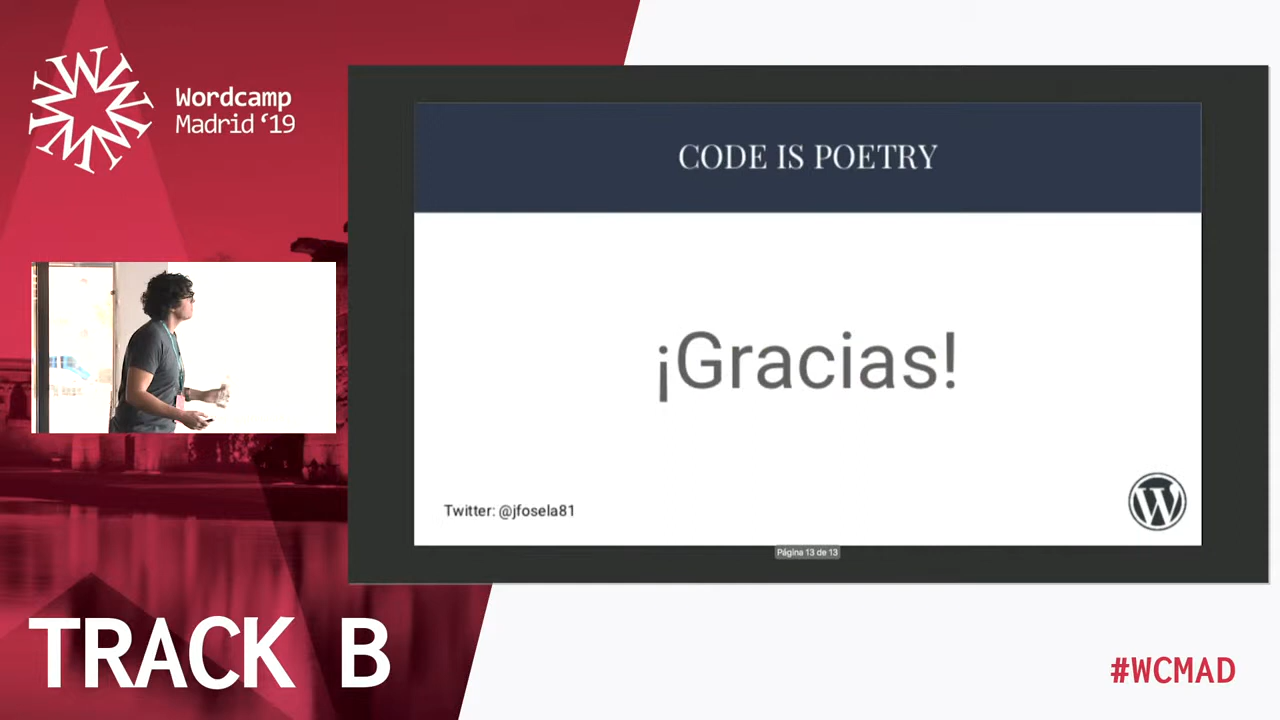 Wordcamp
Madrid ‘19
CODE IS POETRY
¡Gracias!
Twitter: @jfosela81
Página 13 de 13
TRACK B
#WCMAD